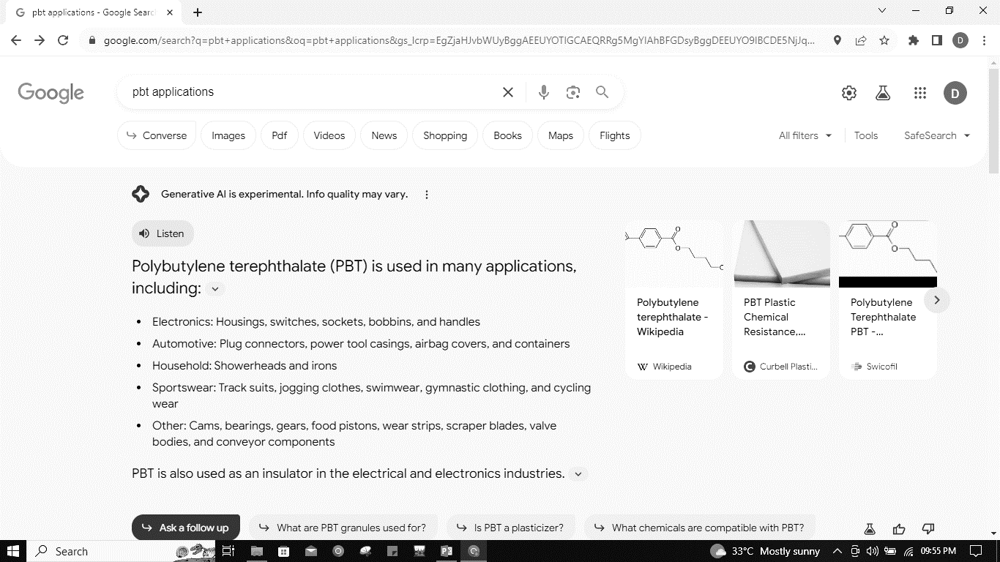 pbt applications - Google Searc
google.com/search?q=pbt+applications&oq=pbt+applications&gs_lcrp=EgZjaHJvbWUyBggAEEUYOTIGCAEQRRg5MgYIAhBFGDsyBggDEEUYO9IBCDE5NjJq...
D
Google
pbt applications
D
Converse Images Pdf Videos News Shopping Books Maps Flights
All filters Tools SafeSearch
Generative AI is experimental. Info quality may vary.
Listen
Polybutylene terephthalate (PBT) is used in many applications,
including:
• Electronics: Housings, switches, sockets, bobbins, and handles
• Automotive: Plug connectors, power tool casings, airbag covers, and containers
• Household: Showerheads and irons
• Sportswear: Track suits, jogging clothes, swimwear, gymnastic clothing, and cycling
wear
• Other: Cams, bearings, gears, food pistons, wear strips, scraper blades, valve
bodies, and conveyor components
PBT is also used as an insulator in the electrical and electronics industries.
Polybutylene
terephthalate -
Wikipedia
W Wikipedia
PBT Plastic
Chemical
Resistance,...
C Curbell Plasti...
Polybutylene
Terephthalate
PBT -...
Swicofil
Ask a follow up
What are PBT granules used for?
Is PBT a plasticizer?
What chemicals are compatible with PBT?
Search
33°C Mostly sunny
09:55 PM